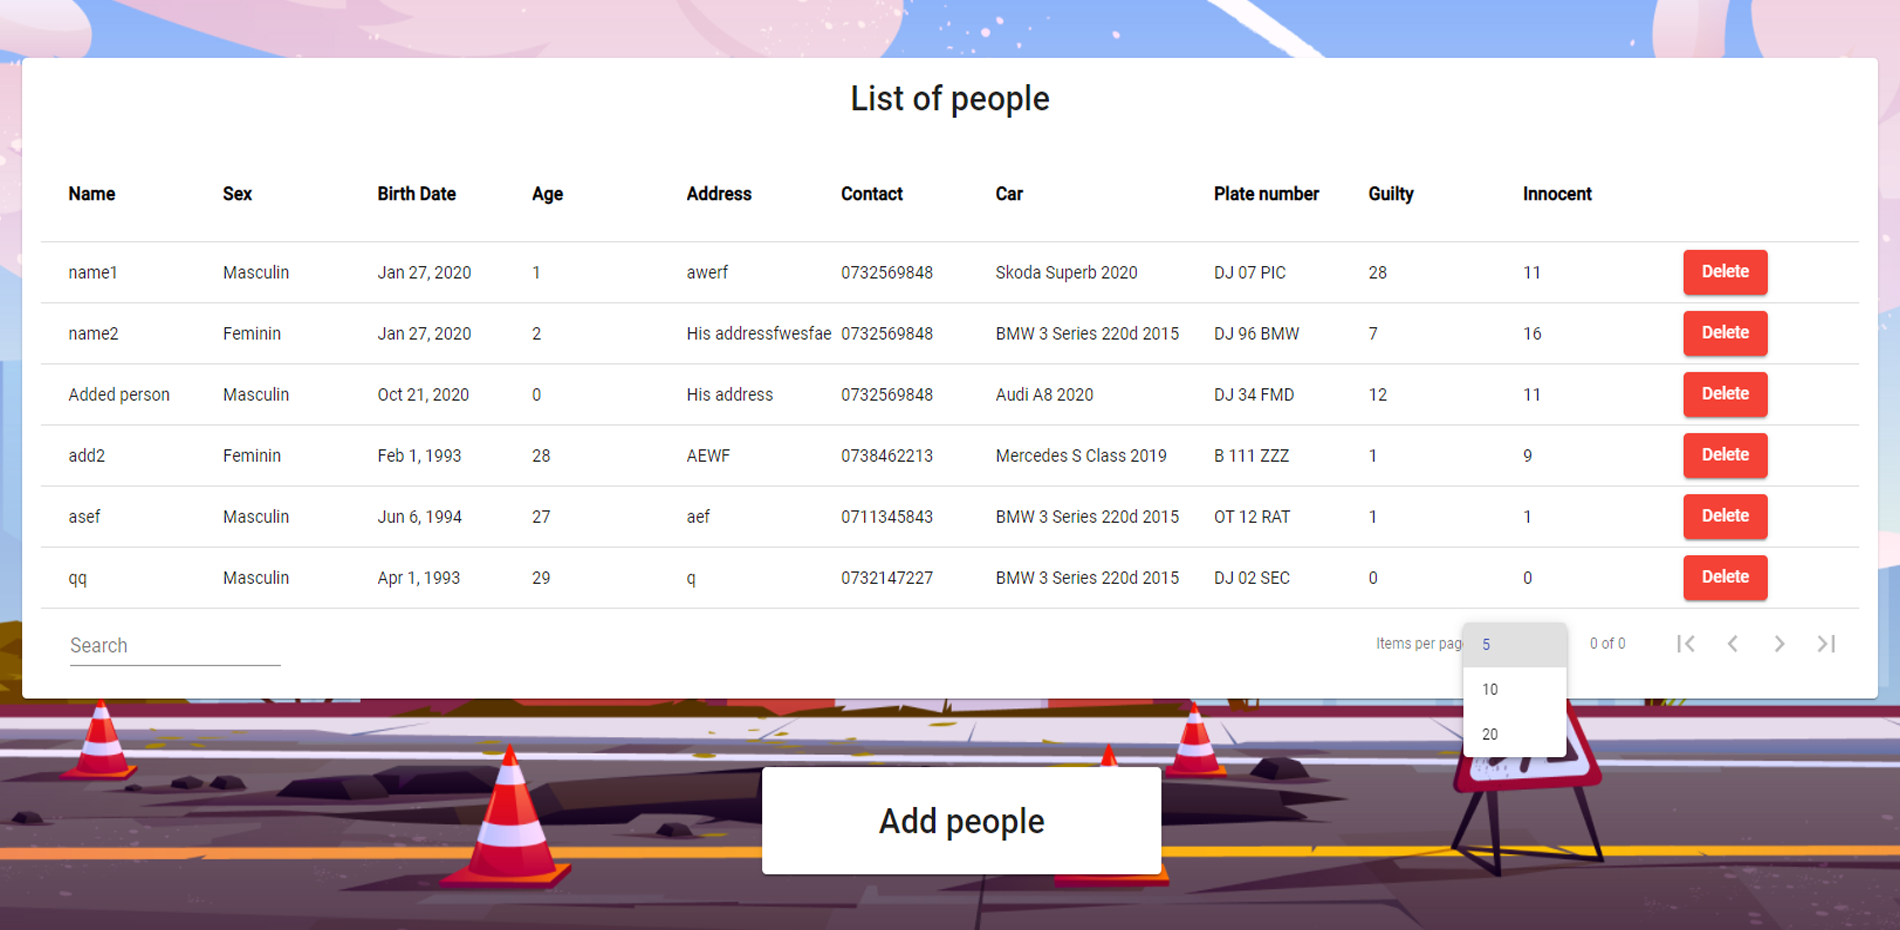 List of people
Name Sex Birth Date Age Address Contact Car Plate number Guilty Innocent
name1 Masculin Jan 27, 2020 1 awerf 0732569848 Skoda Superb 2020 DJ 07 PIC 28 11 Delete
name2 Feminin Jan 27, 2020 2 His addressfwesfae 0732569848 BMW 3 Series 220d 2015 DJ 96 BMW 7 16 Delete
Added person Masculin Oct 21, 2020 0 His address 0732569848 Audi A8 2020 DJ 34 FMD 12 11 Delete
add2 Feminin Feb 1, 1993 28 AEWF 0738462213 Mercedes S Class 2019 B 111 ZZZ 1 9 Delete
asef Masculin Jun 6, 1994 27 aef 0711345843 BMW 3 Series 220d 2015 OT 12 RAT 1 1 Delete
qq Masculin Apr 1, 1993 29 q 0732147227 BMW 3 Series 220d 2015 DJ 02 SEC 0 0 Delete
Search Items per pag 5 0 of 0
10
20
Add people